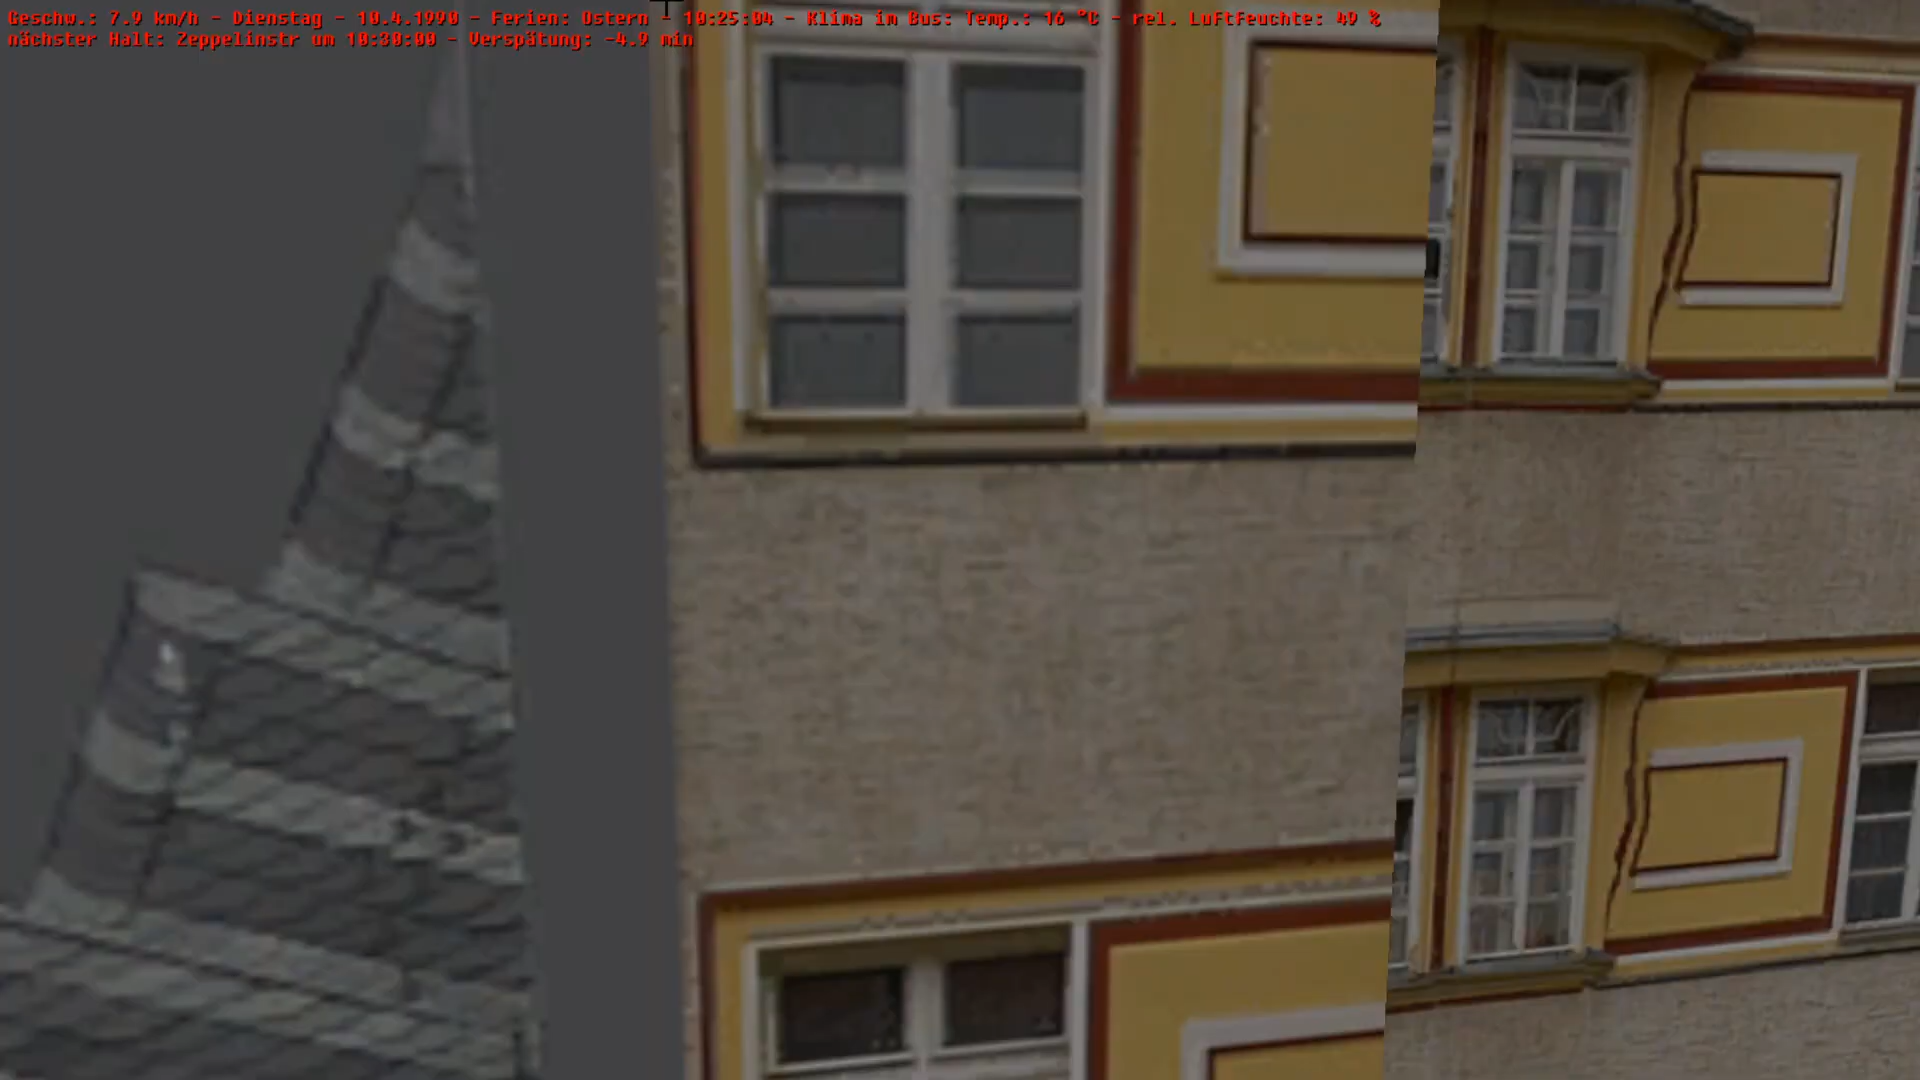 Geschw.: 7.9 km/h - Dienstag - 10.4.1990 - Ferien: Ostern - 10:25:04 - Klima im Bus: Temp.: 16 °C - rel. Luftfeuchte: 49 %
nächster Halt: Zeppelinstr um 10:30:00 - Verspätung: -4.9 min